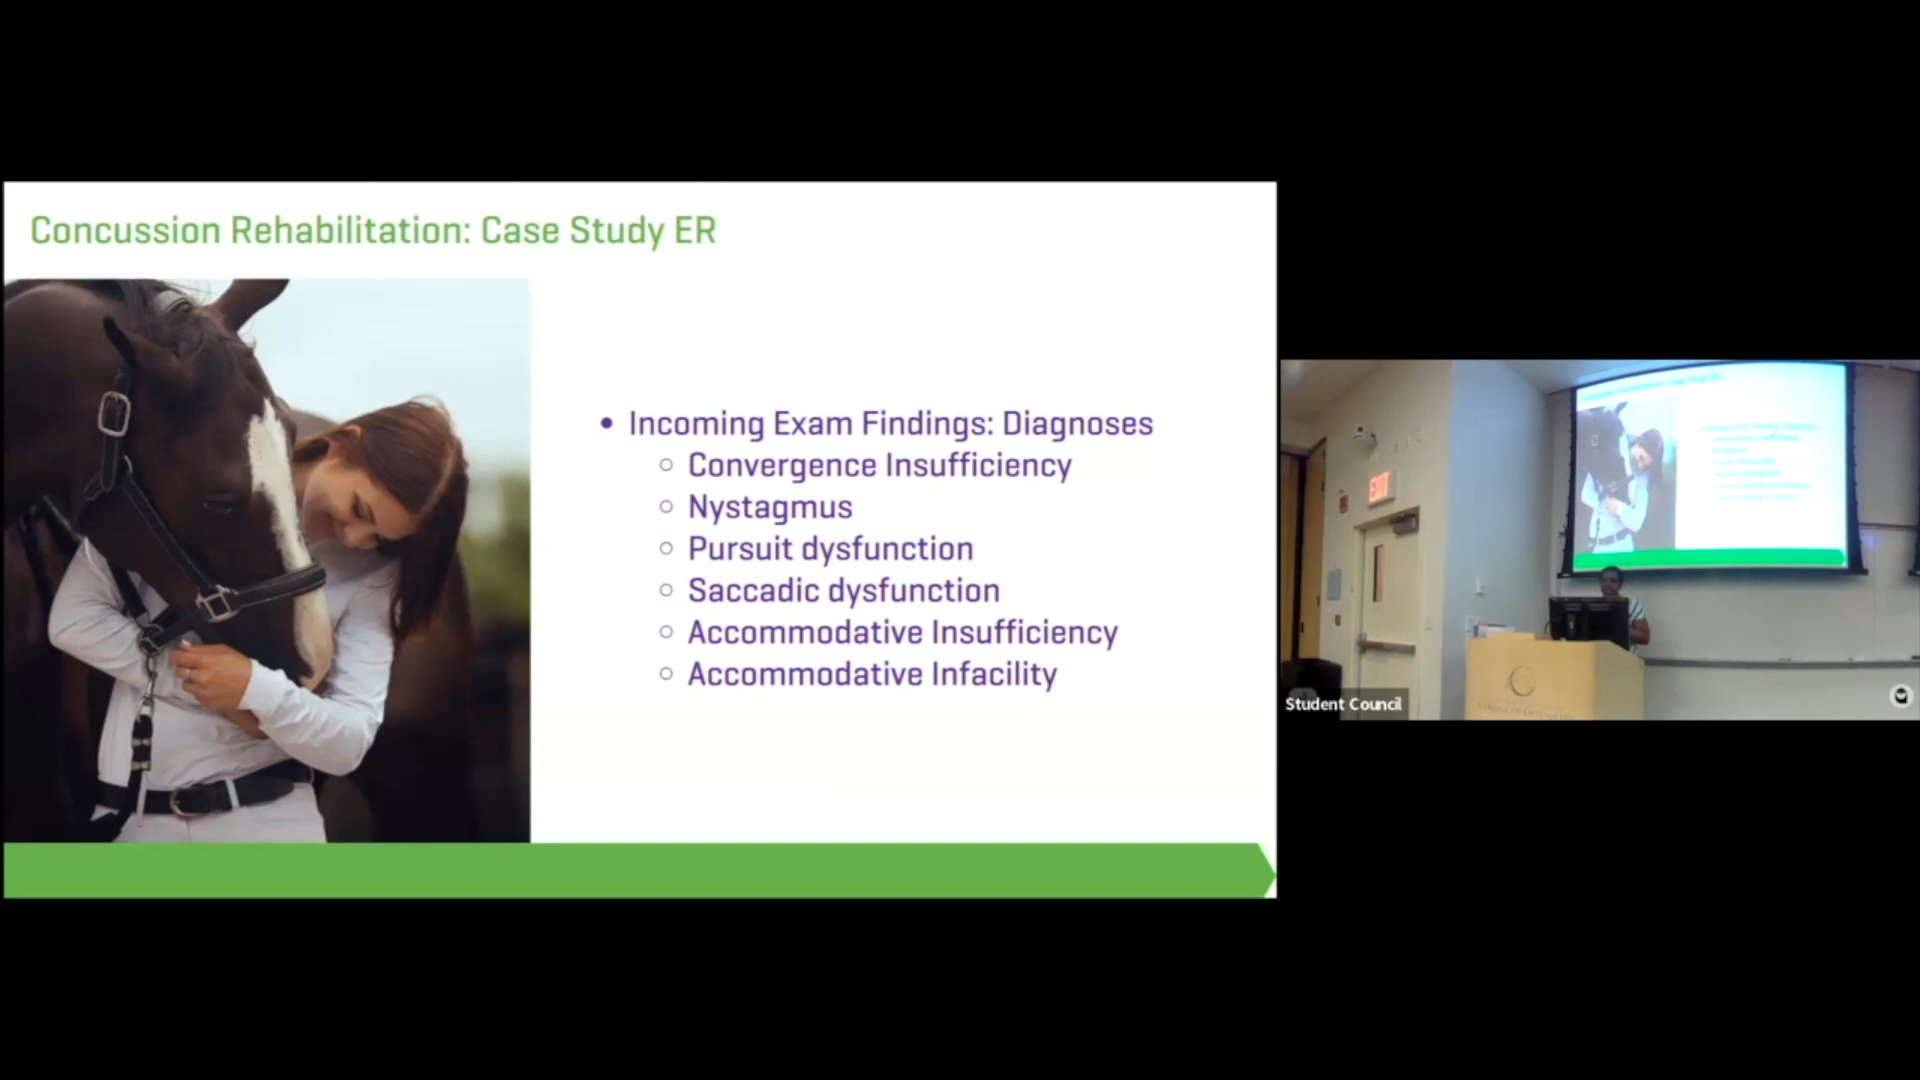 Concussion Rehabilitation: Case Study ER
• Incoming Exam Findings: Diagnoses
○ Convergence Insufficiency
○ Nystagmus
○ Pursuit dysfunction
○ Saccadic dysfunction
○ Accommodative Insufficiency
○ Accommodative Infacility
EXIT
Student Council